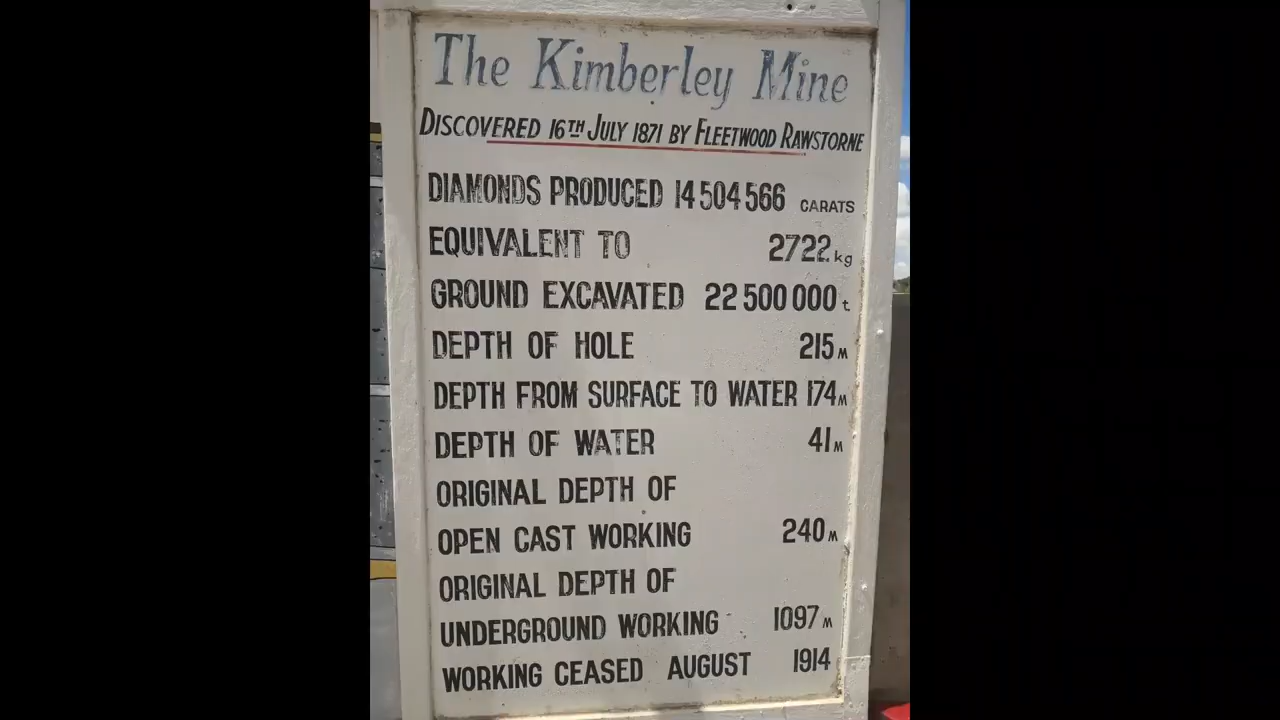 The Kimberley Mine
DISCOVERED 16TH JULY 1871 BY FLEETWOOD RAWSTORNE
DIAMONDS PRODUCED 14 504 566 CARATS
EQUIVALENT TO 2722 kg
GROUND EXCAVATED 22 500 000 t
DEPTH OF HOLE 215 M
DEPTH FROM SURFACE TO WATER 174 M
DEPTH OF WATER 41 M
ORIGINAL DEPTH OF
OPEN CAST WORKING 240 M
ORIGINAL DEPTH OF
UNDERGROUND WORKING 1097 M
WORKING CEASED AUGUST 1914